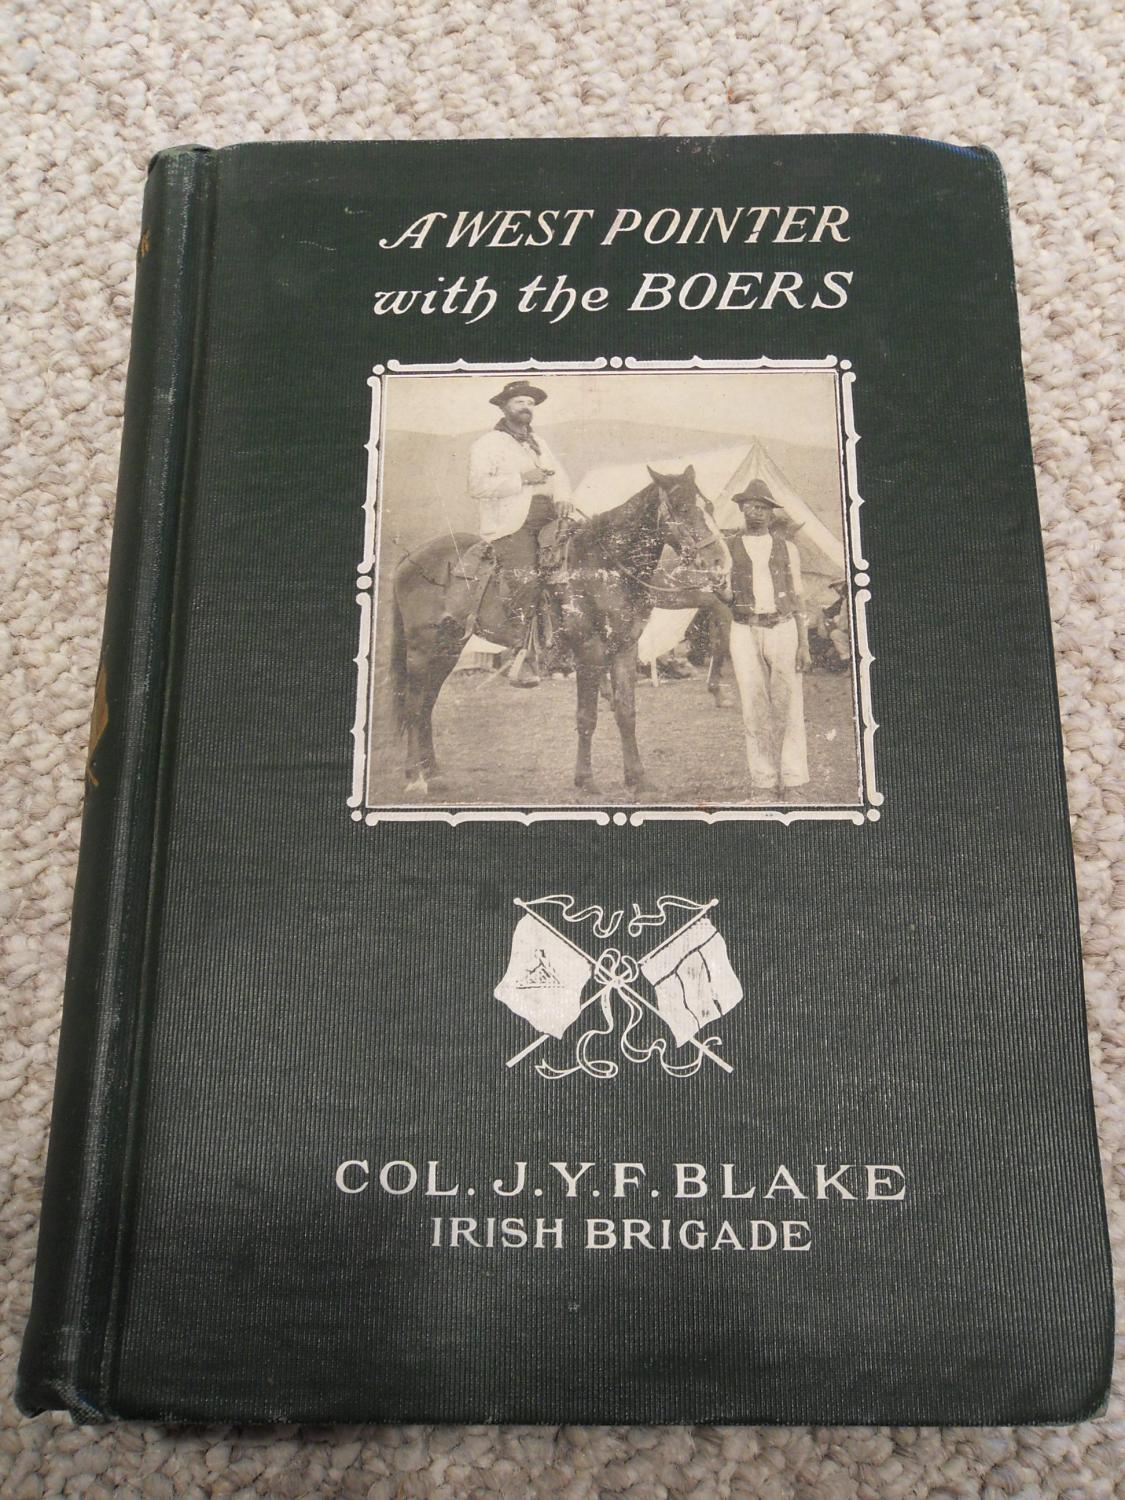 A WEST POINTER
with the BOERS
COL. J.Y.F. BLAKE
IRISH BRIGADE